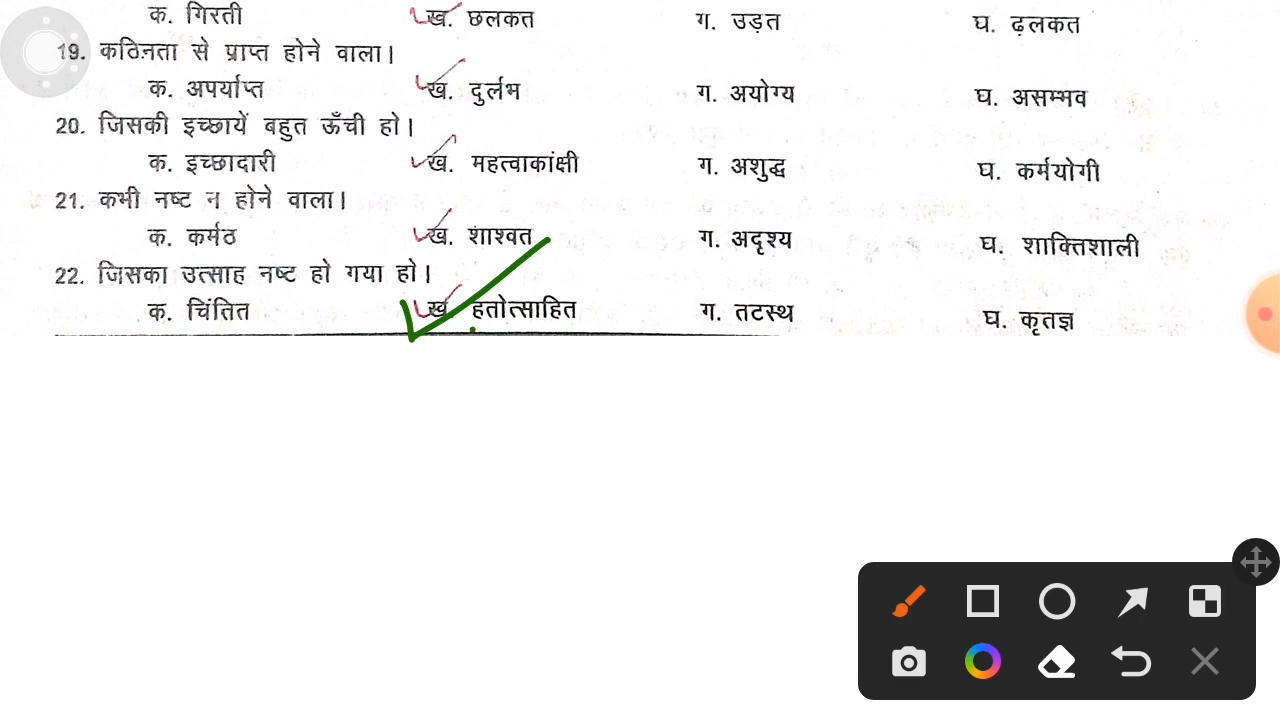 क. गिरती ख. छलकत ग. उड़त घ. ढ़लकत
19. कठिनता से प्राप्त होने वाला।
क. अपर्याप्त ख. दुर्लभ ग. अयोग्य घ. असम्भव
20. जिसकी इच्छायें बहुत ऊँची हो।
क. इच्छादारी ख. महत्वाकांक्षी ग. अशुद्ध घ. कर्मयोगी
21. कभी नष्ट न होने वाला।
क. कर्मठ ख. शाश्वत ग. अदृश्य घ. शाक्तिशाली
22. जिसका उत्साह नष्ट हो गया हो।
क. चिंतित ख. हतोत्साहित ग. तटस्थ घ. कृतज्ञ